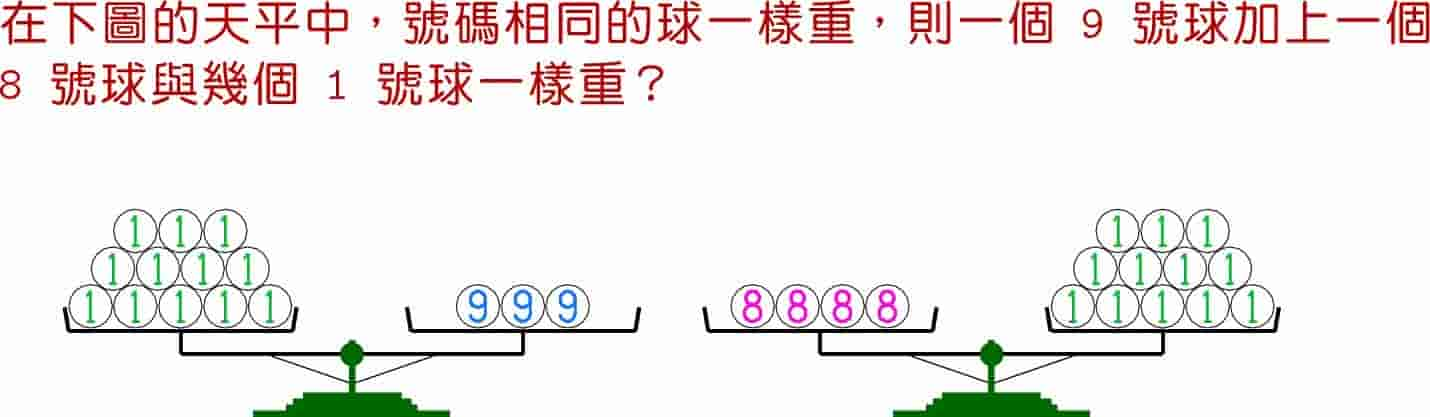 在下圖的天平中，號碼相同的球一樣重，則一個 9 號球加上一個
8 號球與幾個 1 號球一樣重？
1 1 1 1 1 1
1 1 1 1 1 1 1 1
1 1 1 1 1 9 9 9 8 8 8 8 1 1 1 1 1